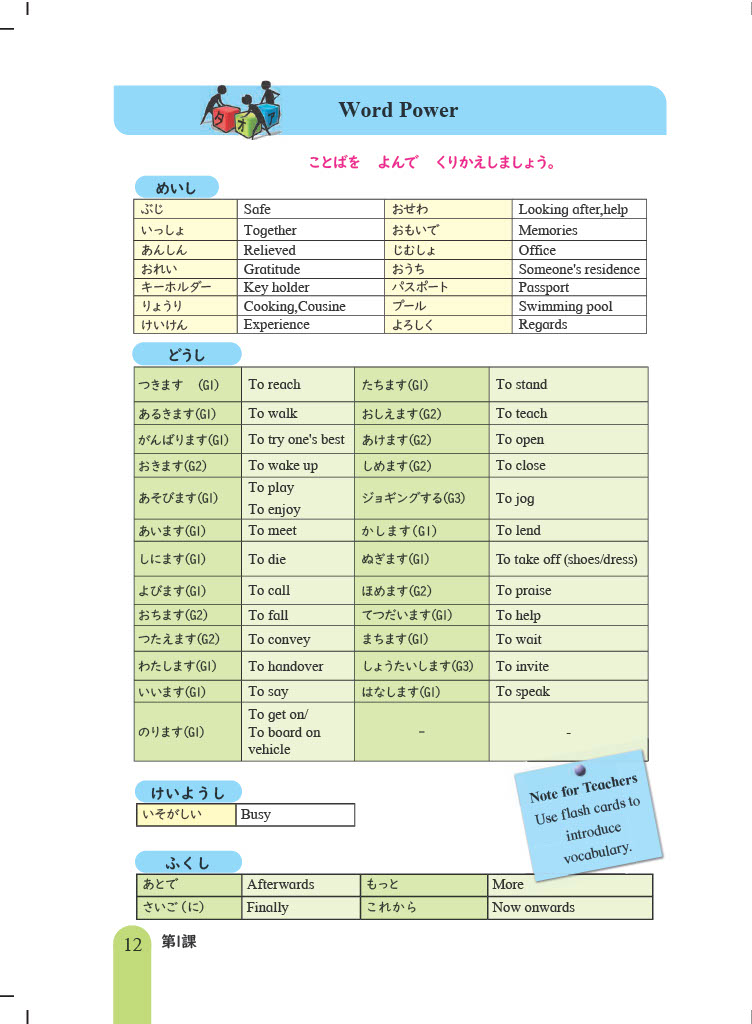 タ オ ア
Word Power
ことばを よんで くりかえしましょう。
めいし
ぶじ Safe おせわ Looking after,help
いっしょ Together おもいで Memories
あんしん Relieved じむしょ Office
おれい Gratitude おうち Someone's residence
キーホルダー Key holder パスポート Passport
りょうり Cooking,Cousine プール Swimming pool
けいけん Experience よろしく Regards
どうし
つきます (G1) To reach たちます(G1) To stand
あるきます(G1) To walk おしえます(G2) To teach
がんばります(G1) To try one's best あけます(G2) To open
おきます(G2) To wake up しめます(G2) To close
あそびます(G1) To play
To enjoy ジョギングする(G3) To jog
あいます(G1) To meet かします(G1) To lend
しにます(G1) To die ぬぎます(G1) To take off (shoes/dress)
よびます(G1) To call ほめます(G2) To praise
おちます(G2) To fall てつだいます(G1) To help
つたえます(G2) To convey まちます(G1) To wait
わたします(G1) To handover しょうたいします(G3) To invite
いいます(G1) To say はなします(G1) To speak
のります(G1) To get on/
To board on
vehicle - -
けいようし
いそがしい Busy
Note for Teachers
Use flash cards to
introduce
vocabulary.
ふくし
あとで Afterwards もっと More
さいご(に) Finally これから Now onwards
12 第1課